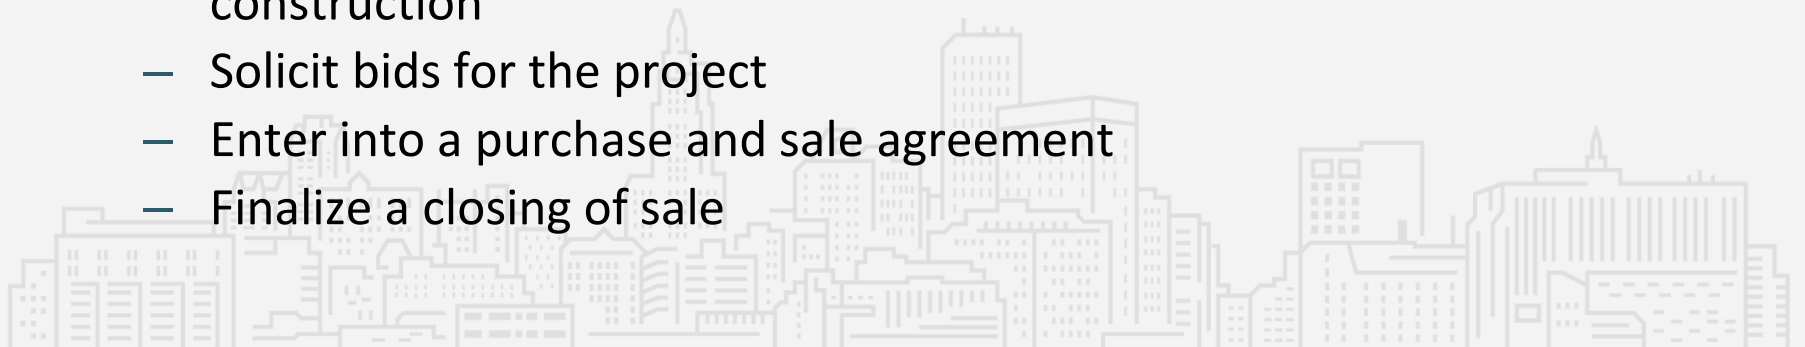 construction
– Solicit bids for the project
– Enter into a purchase and sale agreement
– Finalize a closing of sale